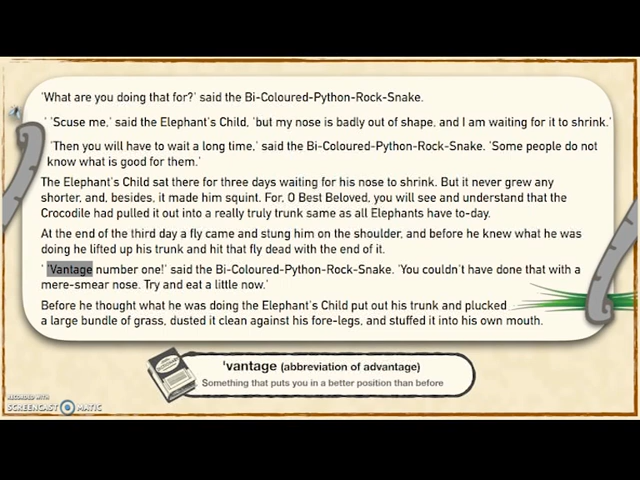 'What are you doing that for?' said the Bi-Coloured-Python-Rock-Snake.
' 'Scuse me,' said the Elephant's Child, 'but my nose is badly out of shape, and I am waiting for it to shrink.'
'Then you will have to wait a long time,' said the Bi-Coloured-Python-Rock-Snake. 'Some people do not
know what is good for them.'
The Elephant's Child sat there for three days waiting for his nose to shrink. But it never grew any
shorter, and, besides, it made him squint. For, O Best Beloved, you will see and understand that the
Crocodile had pulled it out into a really truly trunk same as all Elephants have to-day.
At the end of the third day a fly came and stung him on the shoulder, and before he knew what he was
doing he lifted up his trunk and hit that fly dead with the end of it.
' 'Vantage number one!' said the Bi-Coloured-Python-Rock-Snake. 'You couldn't have done that with a
mere-smear nose. Try and eat a little now.'
Before he thought what he was doing the Elephant's Child put out his trunk and plucked
a large bundle of grass, dusted it clean against his fore-legs, and stuffed it into his own mouth.
'vantage (abbreviation of advantage)
Something that puts you in a better position than before
RECORDED WITH
SCREENCAST MATIC